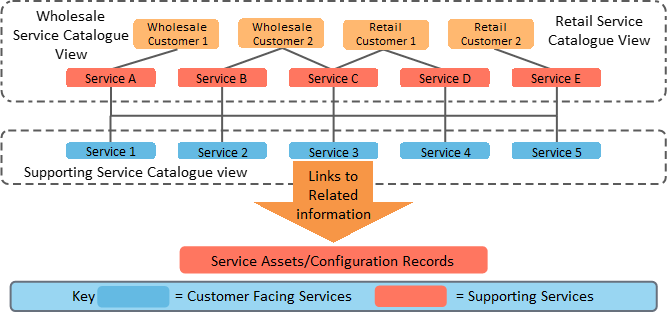 Wholesale
Service Catalogue
View
Wholesale
Customer 1
Wholesale
Customer 2
Retail
Customer 1
Retail
Customer 2
Retail Service
Catalogue View
Service A
Service B
Service C
Service D
Service E
Service 1
Service 2
Service 3
Service 4
Service 5
Supporting Service Catalogue view
Links to
Related
information
Service Assets/Configuration Records
Key = Customer Facing Services = Supporting Services